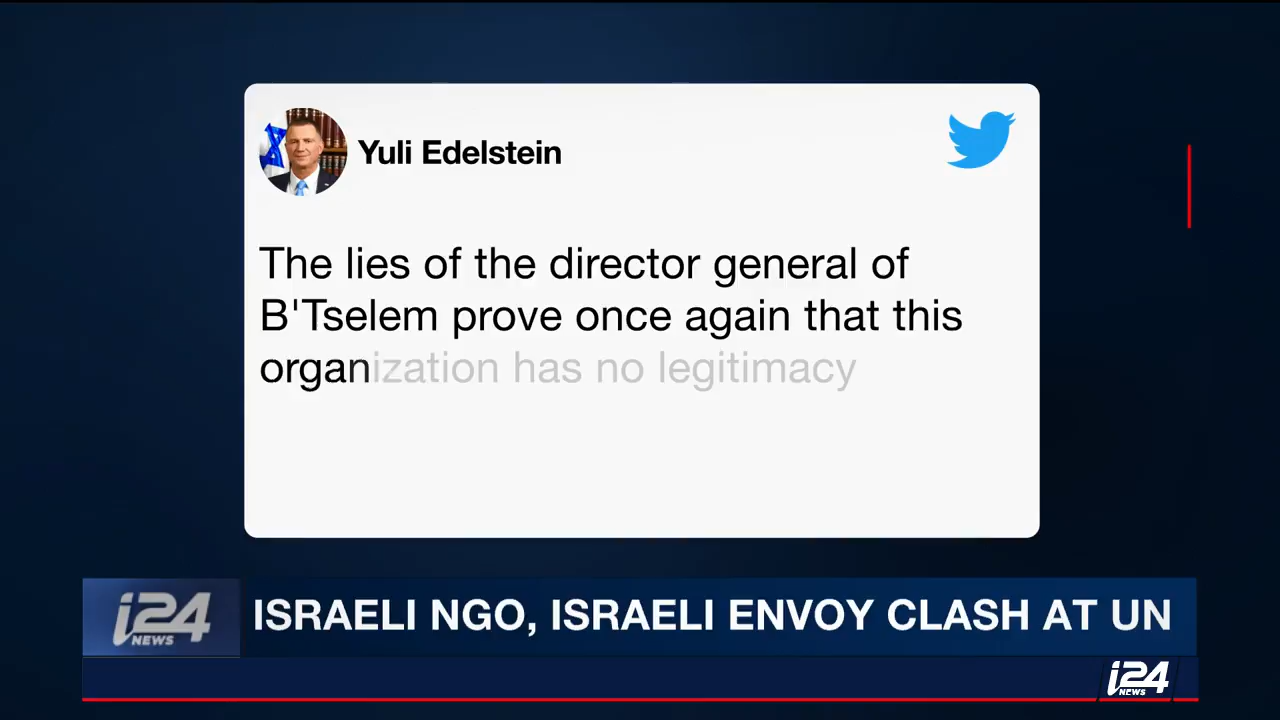 Yuli Edelstein
The lies of the director general of
B'Tselem prove once again that this
organization has no legitimacy
i24
NEWS
ISRAELI NGO, ISRAELI ENVOY CLASH AT UN
i24
NEWS